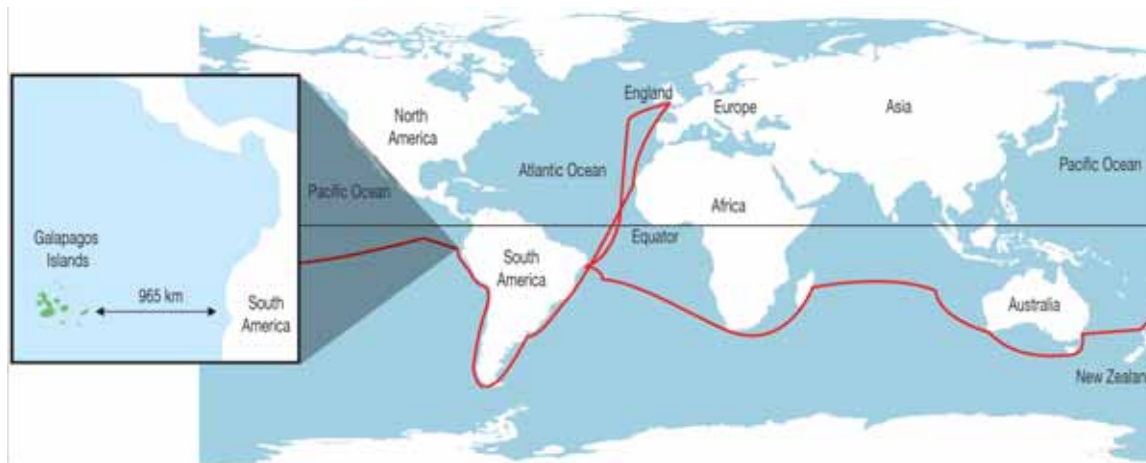 England
Europe
Asia
North
America
Atlantic Ocean
Pacific Ocean
Pacific Ocean
Africa
Equator
Galapagos
Islands
965 km
South
America
South
America
Australia
New Zealan